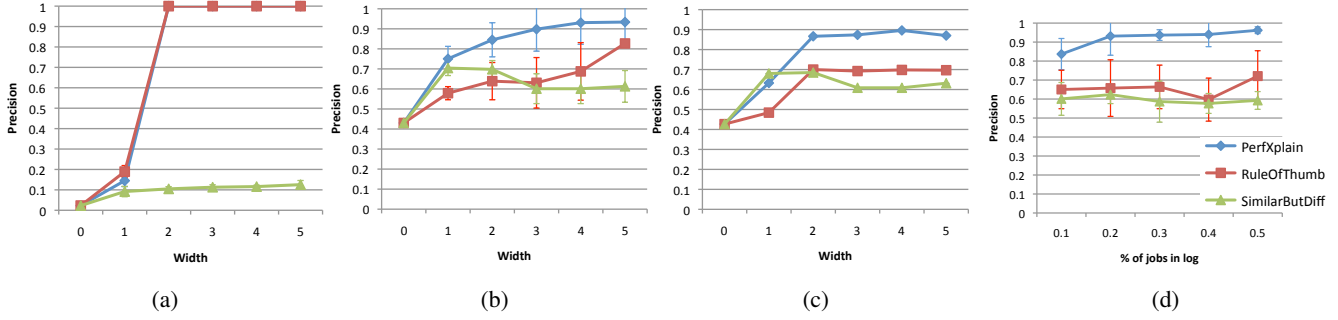 1
0.9
0.8
0.7
0.6
0.5
0.4
0.3
0.2
0.1
0
Precision
0 1 2 3 4 5
Width
(a)
1
0.9
0.8
0.7
0.6
0.5
0.4
0.3
0.2
0.1
0
Precision
0 1 2 3 4 5
Width
(b)
1
0.9
0.8
0.7
0.6
0.5
0.4
0.3
0.2
0.1
0
Precision
0 1 2 3 4 5
Width
(c)
1
0.9
0.8
0.7
0.6
0.5
0.4
0.3
0.2
0.1
0
Precision
PerfXplain
RuleOfThumb
SimilarButDiff
0.1 0.2 0.3 0.4 0.5
% of jobs in log
(d)